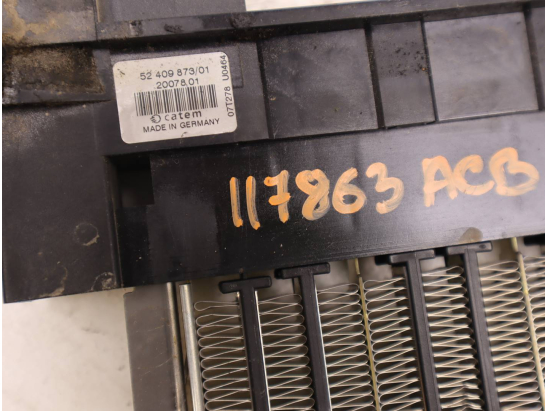 52 409 873/01
20078.01
catem
MADE IN GERMANY
07T278 U0464
117863 ACB